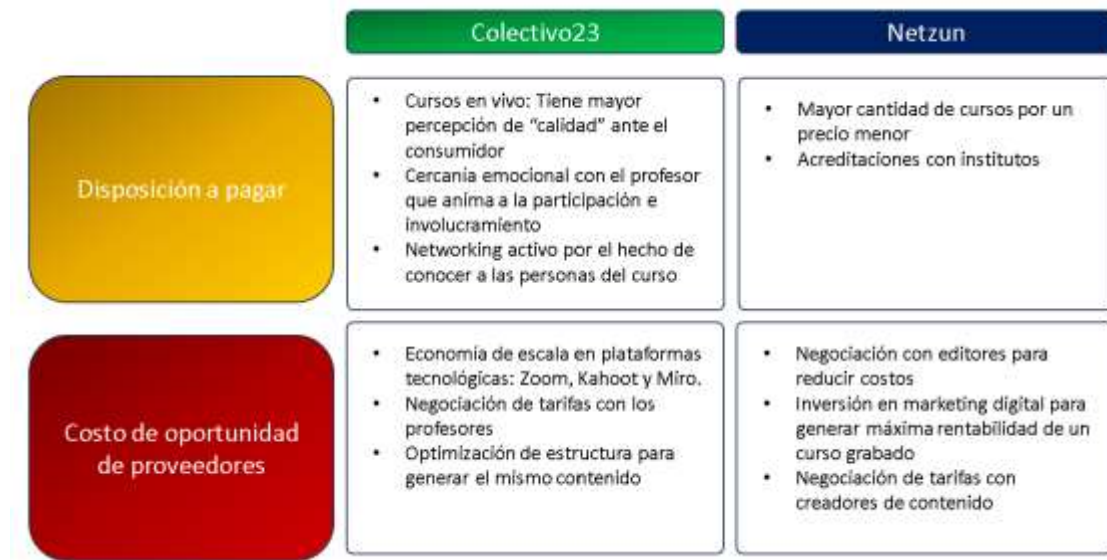 Colectivo23
Netzun
Disposición a pagar
• Cursos en vivo: Tiene mayor
percepción de “calidad” ante el
consumidor
• Cercanía emocional con el profesor
que anima a la participación e
involucramiento
• Networking activo por el hecho de
conocer a las personas del curso
• Mayor cantidad de cursos por un
precio menor
• Acreditaciones con institutos
Costo de oportunidad
de proveedores
• Economía de escala en plataformas
tecnológicas: Zoom, Kahoot y Miro.
• Negociación de tarifas con los
profesores
• Optimización de estructura para
generar el mismo contenido
• Negociación con editores para
reducir costos
• Inversión en marketing digital para
generar máxima rentabilidad de un
curso grabado
• Negociación de tarifas con
creadores de contenido